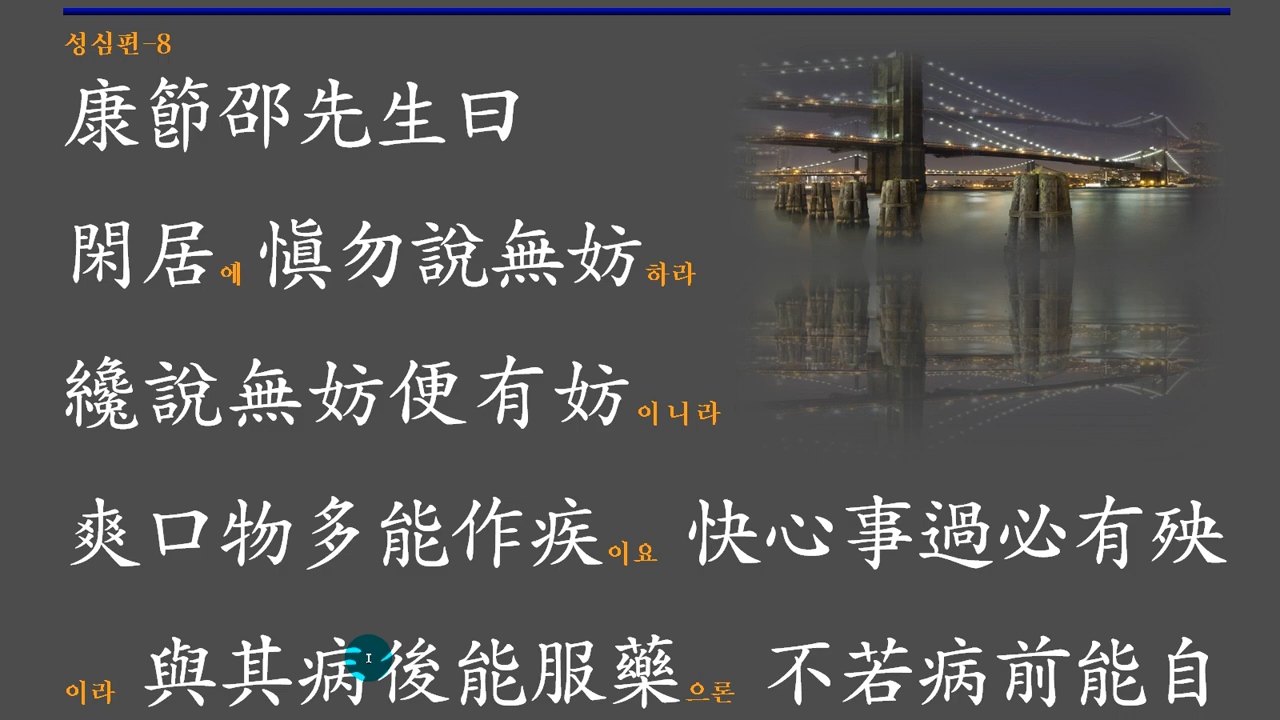 성심편-8
康節邵先生曰
閑居에 愼勿說無妨하라
纔說無妨便有妨이니라
爽口物多能作疾이요 快心事過必有殃
이라 與其病後能服藥으론 不若病前能自